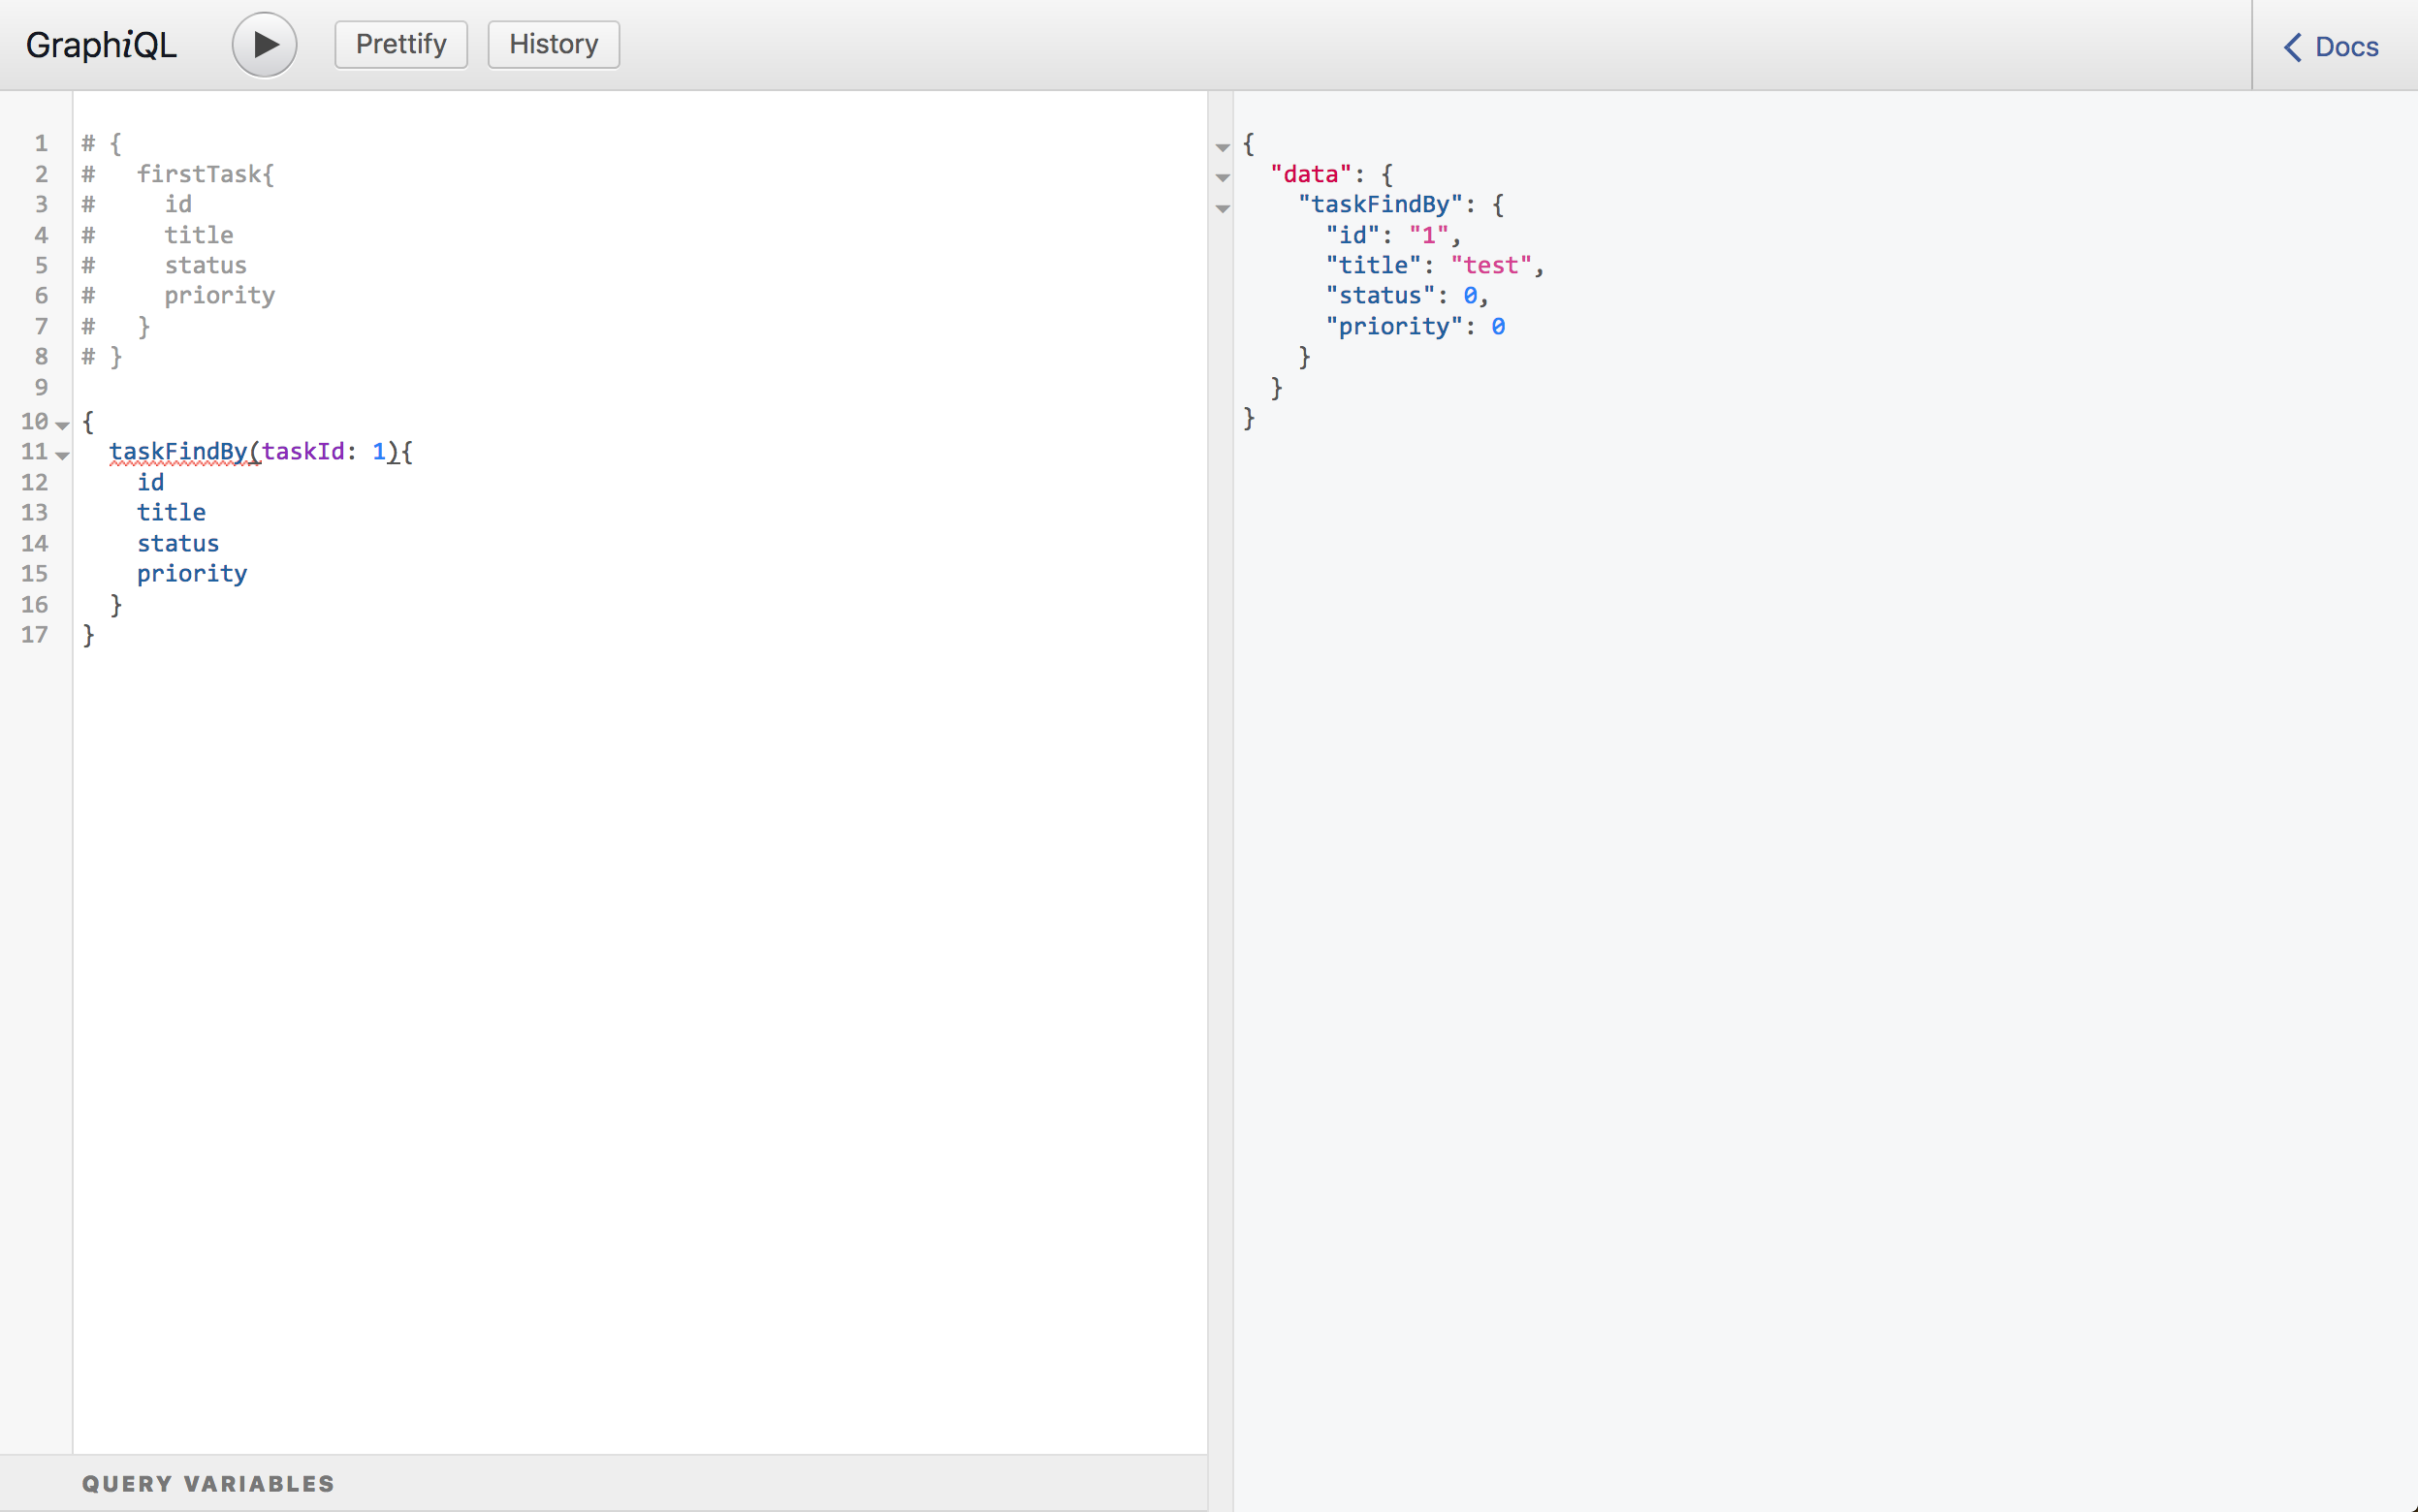 GraphiQL Prettify History Docs
1 # {
2 #   firstTask{
3 #     id
4 #     title
5 #     status
6 #     priority
7 #   }
8 # }
9
10 {
11   taskFindBy(taskId: 1){
12     id
13     title
14     status
15     priority
16   }
17 }
QUERY VARIABLES
{
  "data": {
    "taskFindBy": {
      "id": "1",
      "title": "test",
      "status": 0,
      "priority": 0
    }
  }
}